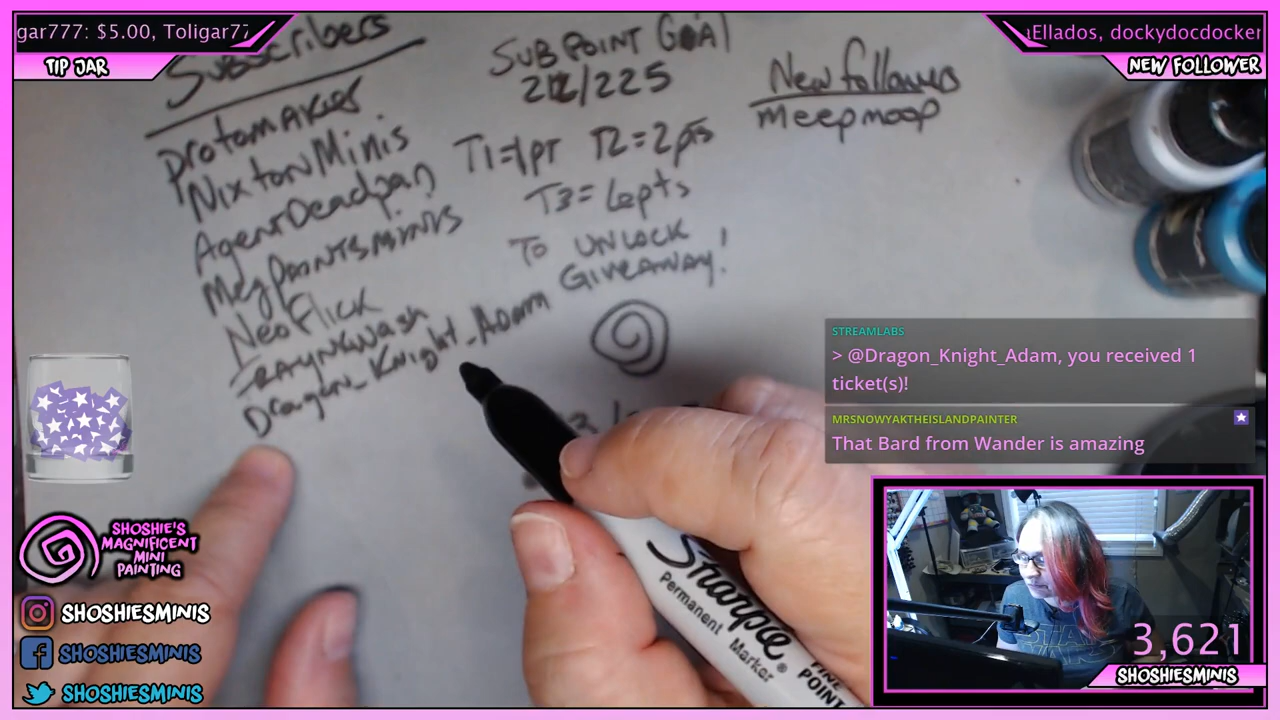 gar777: $5.00, Toligar77
TIP JAR
Ellados, dockydocdocker
NEW FOLLOWER
SUBSCRIBERS
ProtomAKes
NixtonMinis
AgentDeadpan
MegPAINTSMINIS
NeoFlick
Dragon_Knight_Adam
SUB POINT GOAl
/225
T1=1pt T2=2pts
T3=6pts
To UNLOCK
GIVEAWAY!
New followers
meepmoop
STREAMLABS
> @Dragon_Knight_Adam, you received 1
ticket(s)!
MRSNOWYAKTHEISLANDPAINTER
That Bard from Wander is amazing
Sharpie®
Permanent Marker
FINE
POINT
SHOSHIE'S
MAGNIFICENT
MINI
PAINTING
SHOSHIESMINIS
SHOSHIESMINIS
SHOSHIESMINIS
STAR
WARS
3,621
SHOSHIESMINIS